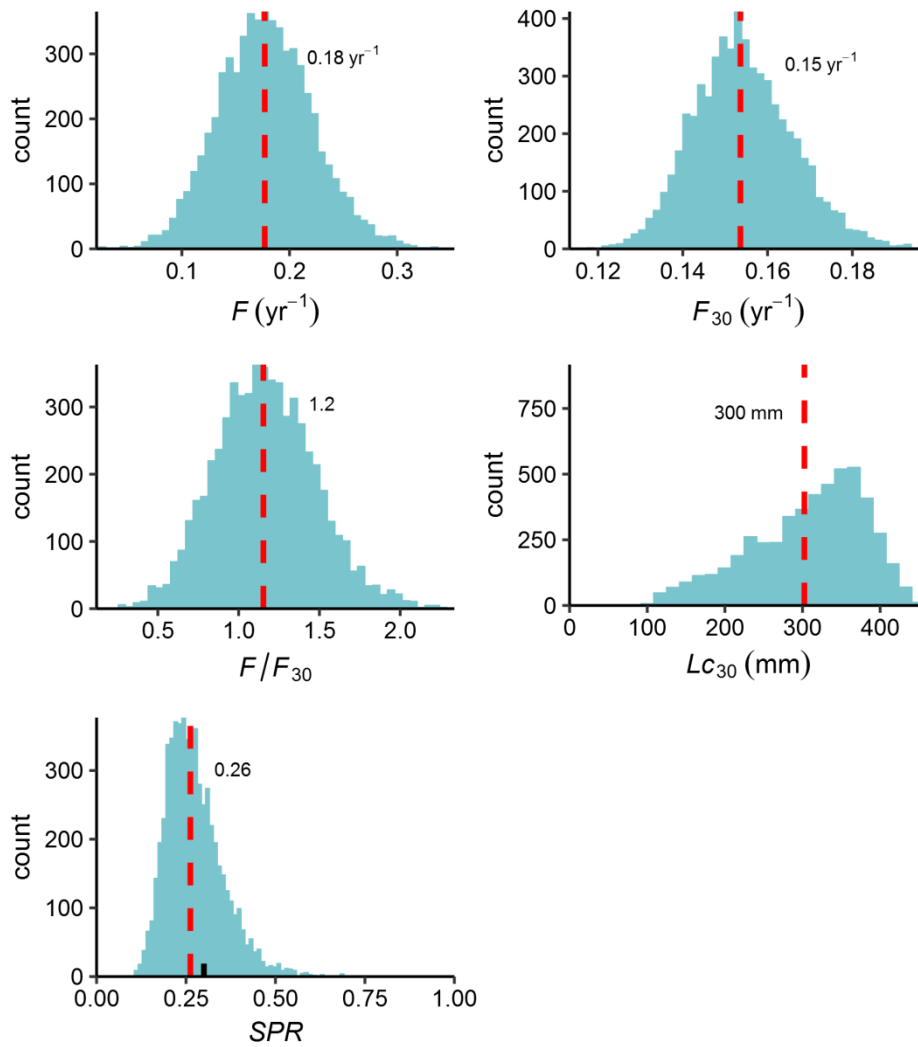 count
300
200
100
0
0.18 yr⁻¹
0.1 0.2 0.3
F (yr⁻¹)
count
400
300
200
100
0
0.15 yr⁻¹
0.12 0.14 0.16 0.18
F₃₀ (yr⁻¹)
count
300
200
100
0
1.2
0.5 1.0 1.5 2.0
F/F₃₀
count
750
500
250
0
300 mm
0 100 200 300 400
Lc₃₀ (mm)
count
300
200
100
0
0.26
0.00 0.25 0.50 0.75 1.00
SPR